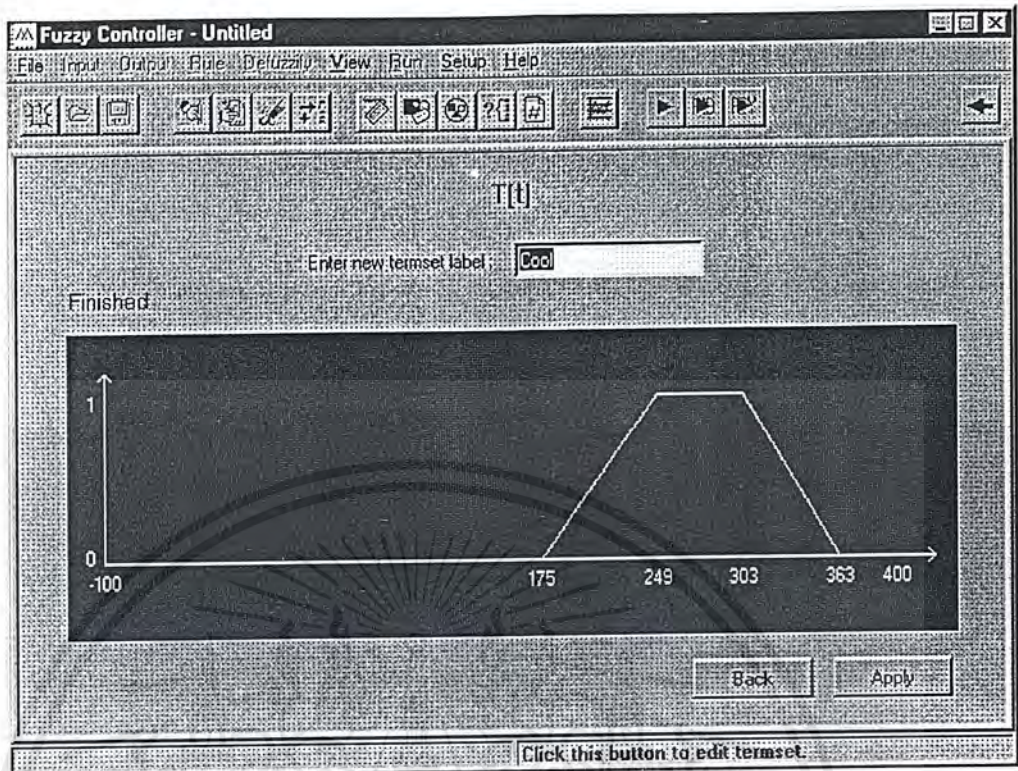 Fuzzy Controller - Untitled
File Input Output Rule Defuzzify View Run Setup Help
T[t]
Enter new termset label : Cool
Finished
1
0
-100 175 249 303 363 400
Back Apply
Click this button to edit termset.